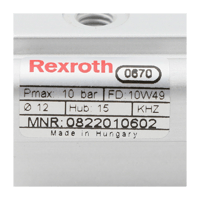 Rexroth 0670
Pmax: 10 bar FD 10W49
Ø 12 Hub: 15 KHZ
MNR: 0822010602
Made in Hungary